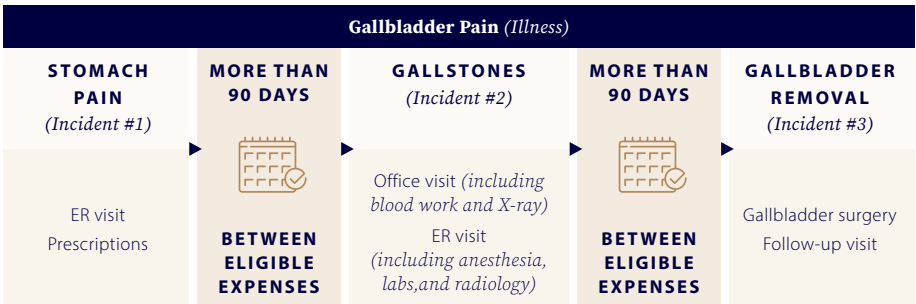 Gallbladder Pain (Illness)
STOMACH
PAIN
(Incident #1)
ER visit
Prescriptions
MORE THAN
90 DAYS
BETWEEN
ELIGIBLE
EXPENSES
GALLSTONES
(Incident #2)
Office visit (including
blood work and X-ray)
ER visit
(including anesthesia,
labs,and radiology)
MORE THAN
90 DAYS
BETWEEN
ELIGIBLE
EXPENSES
GALLBLADDER
REMOVAL
(Incident #3)
Gallbladder surgery
Follow-up visit